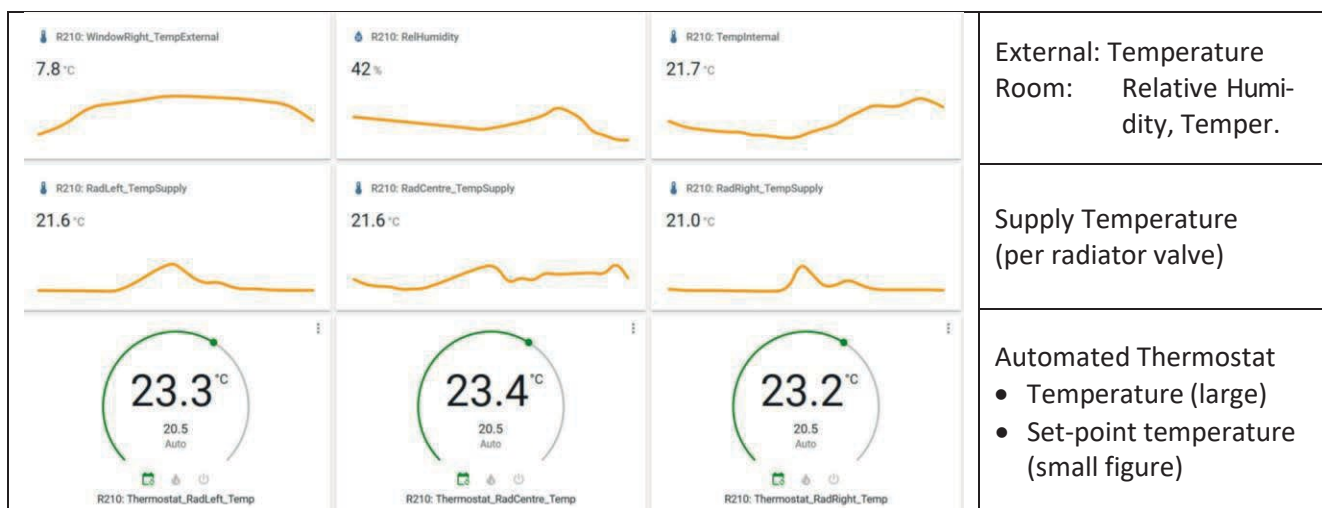 R210: WindowRight_TempExternal
7.8 °C
R210: RelHumidity
42 %
R210: TempInternal
21.7 °C
External: Temperature
Room: Relative Humi-
dity, Temper.
R210: RadLeft_TempSupply
21.6 °C
R210: RadCentre_TempSupply
21.6 °C
R210: RadRight_TempSupply
21.0 °C
Supply Temperature
(per radiator valve)
23.3 °C
20.5
Auto
R210: Thermostat_RadLeft_Temp
23.4 °C
20.5
Auto
R210: Thermostat_RadCentre_Temp
23.2 °C
20.5
Auto
R210: Thermostat_RadRight_Temp
Automated Thermostat
• Temperature (large)
• Set-point temperature
(small figure)